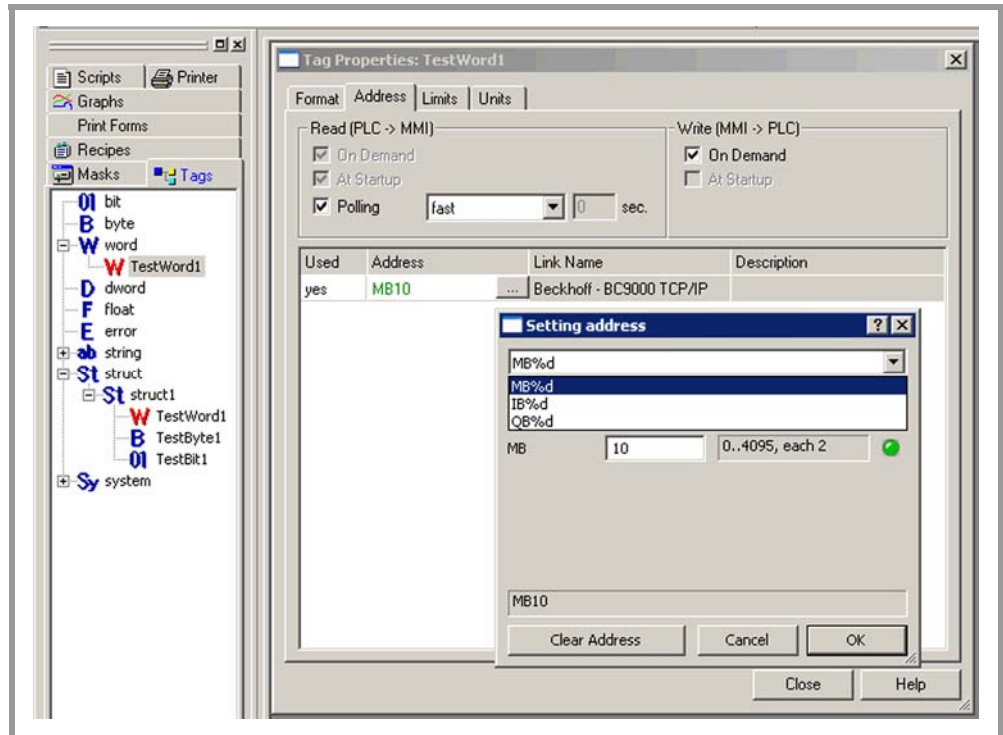 Scripts Printer
Graphs
Print Forms
Recipes
Masks Tags
01 bit
B byte
W word
W TestWord1
D dword
F float
E error
ab string
St struct
St struct1
W TestWord1
B TestByte1
01 TestBit1
Sy system
Tag Properties: TestWord1
Format Address Limits Units
Read (PLC -> MMI)
On Demand
At Startup
Polling fast 0 sec.
Write (MMI -> PLC)
On Demand
At Startup
Used Address Link Name Description
yes MB10 ... Beckhoff - BC9000 TCP/IP
Setting address
MB%d
MB%d
IB%d
QB%d
MB 10 0..4095, each 2
MB10
Clear Address Cancel OK
Close Help